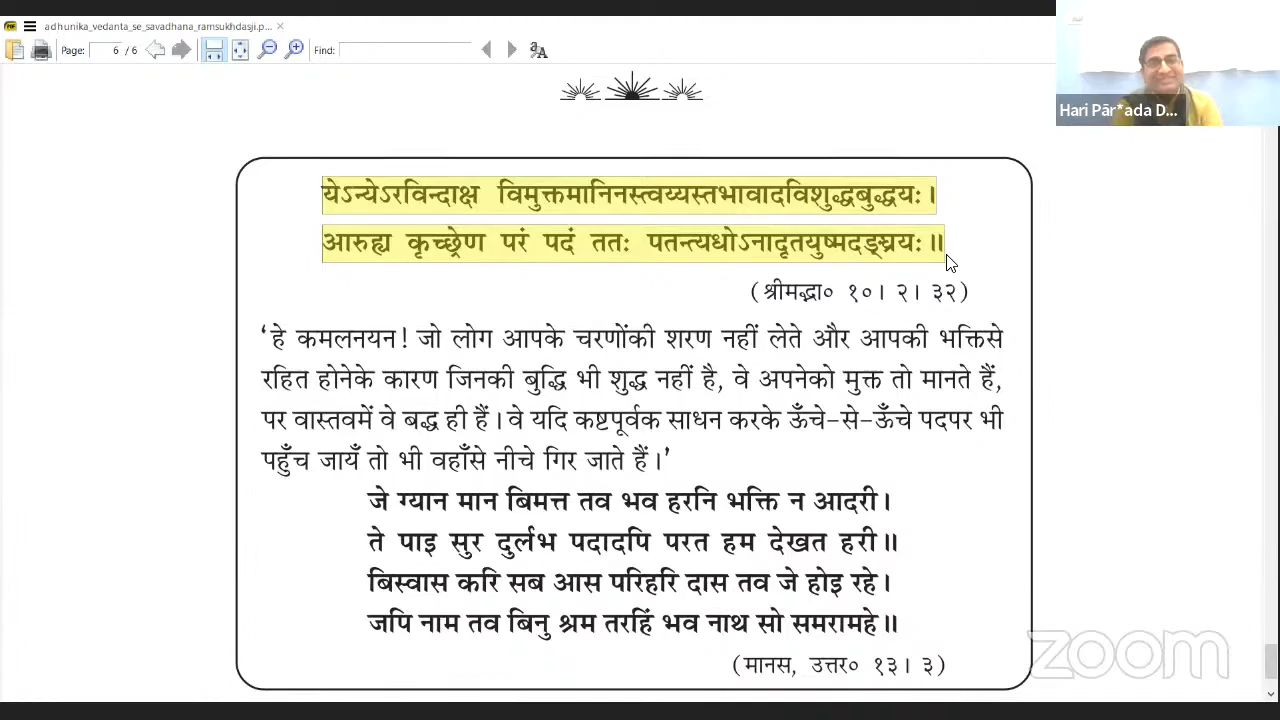 adhunika_vedanta_se_savadhana_ramsukhdasji.p...
Page: 6 / 6 Find:
Hari Pār*ada D...
येऽन्येऽरविन्दाक्ष विमुक्तमानिनस्त्वय्यस्तभावादविशुद्धबुद्धयः।
आरुह्य कृच्छ्रेण परं पदं ततः पतन्त्यधोऽनादृतयुष्मदङ्घ्रयः॥
(श्रीमद्भा० १०। २। ३२)
‘हे कमलनयन! जो लोग आपके चरणोंकी शरण नहीं लेते और आपकी भक्तिसे
रहित होनेके कारण जिनकी बुद्धि भी शुद्ध नहीं है, वे अपनेको मुक्त तो मानते हैं,
पर वास्तवमें वे बद्ध ही हैं। वे यदि कष्टपूर्वक साधन करके ऊँचे-से-ऊँचे पदपर भी
पहुँच जायँ तो भी वहाँसे नीचे गिर जाते हैं।’
जे ग्यान मान बिमत्त तव भव हरनि भक्ति न आदरी।
ते पाइ सुर दुर्लभ पदादपि परत हम देखत हरी॥
बिस्वास करि सब आस परिहरि दास तव जे होइ रहे।
जपि नाम तव बिनु श्रम तरहिं भव नाथ सो समरामहे॥
(मानस, उत्तर० १३। ३)
zoom